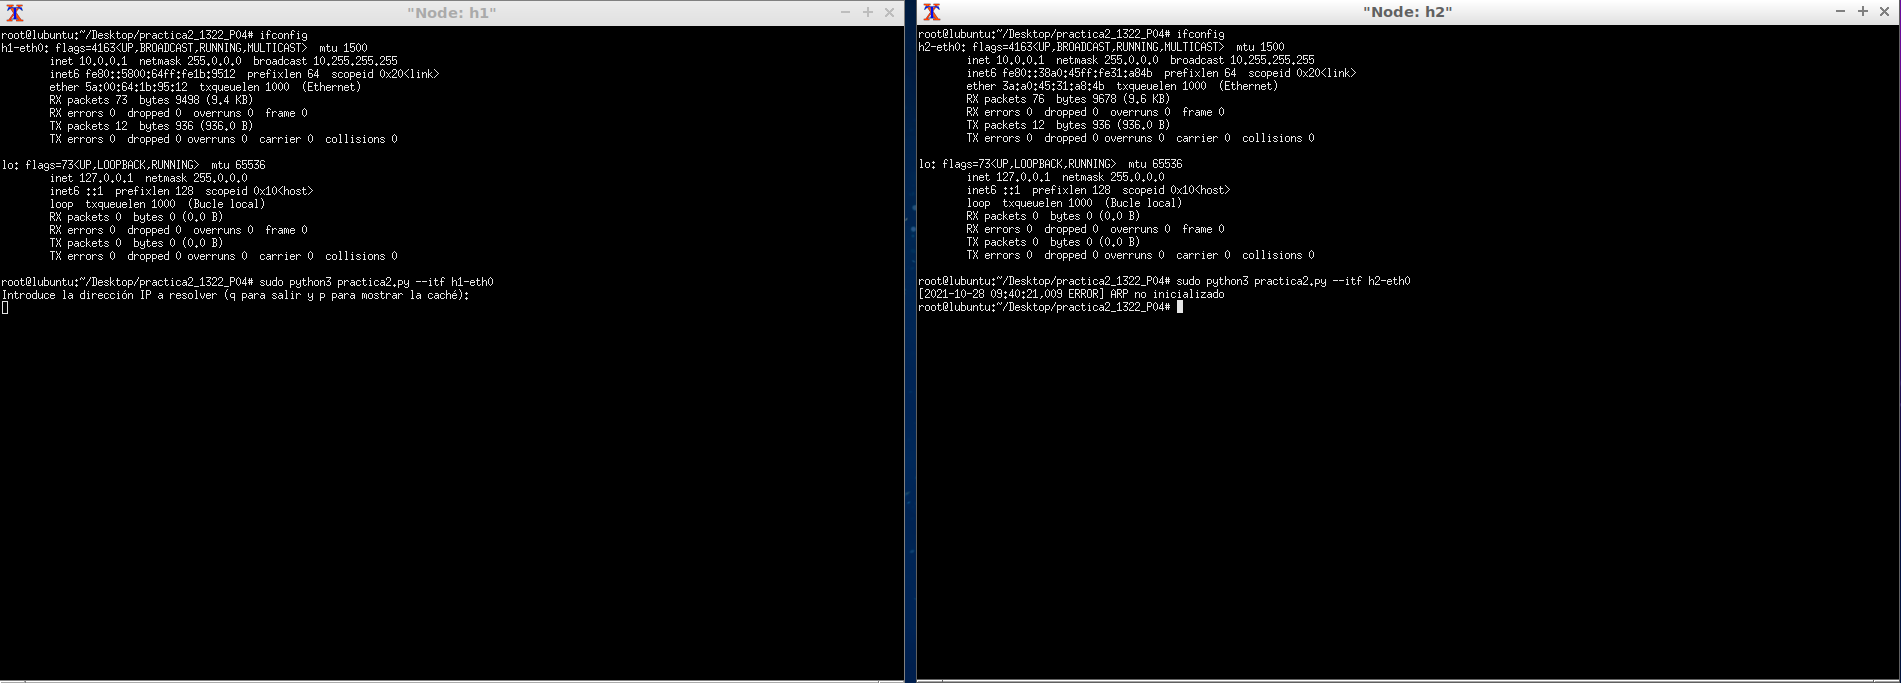 "Node: h1"
root@lubuntu:~/Desktop/practica2_1322_P04# ifconfig
h1-eth0: flags=4163<UP,BROADCAST,RUNNING,MULTICAST>  mtu 1500
        inet 10.0.0.1  netmask 255.0.0.0  broadcast 10.255.255.255
        inet6 fe80::5800:64ff:fe1b:9512  prefixlen 64  scopeid 0x20<link>
        ether 5a:00:64:1b:95:12  txqueuelen 1000  (Ethernet)
        RX packets 73  bytes 9498 (9.4 KB)
        RX errors 0  dropped 0  overruns 0  frame 0
        TX packets 12  bytes 936 (936.0 B)
        TX errors 0  dropped 0 overruns 0  carrier 0  collisions 0
lo: flags=73<UP,LOOPBACK,RUNNING>  mtu 65536
        inet 127.0.0.1  netmask 255.0.0.0
        inet6 ::1  prefixlen 128  scopeid 0x10<host>
        loop  txqueuelen 1000  (Bucle local)
        RX packets 0  bytes 0 (0.0 B)
        RX errors 0  dropped 0  overruns 0  frame 0
        TX packets 0  bytes 0 (0.0 B)
        TX errors 0  dropped 0 overruns 0  carrier 0  collisions 0
root@lubuntu:~/Desktop/practica2_1322_P04# sudo python3 practica2.py --itf h1-eth0
Introduce la dirección IP a resolver (q para salir y p para mostrar la caché):
"Node: h2"
root@lubuntu:~/Desktop/practica2_1322_P04# ifconfig
h2-eth0: flags=4163<UP,BROADCAST,RUNNING,MULTICAST>  mtu 1500
        inet 10.0.0.1  netmask 255.0.0.0  broadcast 10.255.255.255
        inet6 fe80::38a0:45ff:fe31:a84b  prefixlen 64  scopeid 0x20<link>
        ether 3a:a0:45:31:a8:4b  txqueuelen 1000  (Ethernet)
        RX packets 76  bytes 9678 (9.6 KB)
        RX errors 0  dropped 0  overruns 0  frame 0
        TX packets 12  bytes 936 (936.0 B)
        TX errors 0  dropped 0 overruns 0  carrier 0  collisions 0
lo: flags=73<UP,LOOPBACK,RUNNING>  mtu 65536
        inet 127.0.0.1  netmask 255.0.0.0
        inet6 ::1  prefixlen 128  scopeid 0x10<host>
        loop  txqueuelen 1000  (Bucle local)
        RX packets 0  bytes 0 (0.0 B)
        RX errors 0  dropped 0  overruns 0  frame 0
        TX packets 0  bytes 0 (0.0 B)
        TX errors 0  dropped 0 overruns 0  carrier 0  collisions 0
root@lubuntu:~/Desktop/practica2_1322_P04# sudo python3 practica2.py --itf h2-eth0
[2021-10-28 09:40:21,009 ERROR] ARP no inicializado
root@lubuntu:~/Desktop/practica2_1322_P04#